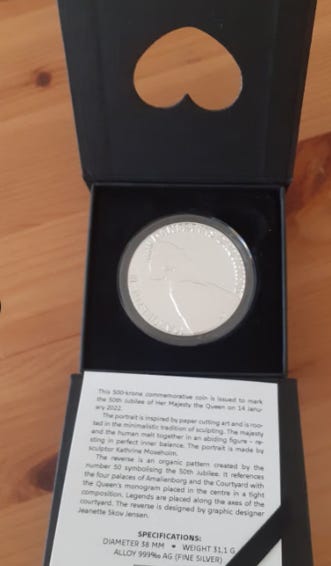 This 500-krone commemorative coin is issued to mark
the 50th jubilee of Her Majesty the Queen on 14 Janu-
ary 2022.
The portrait is inspired by paper cutting art and is roo-
ted in the minimalistic tradition of sculpting. The majesty
and the human melt together in an abiding figure – re-
sting in perfect inner balance. The portrait is made by
sculptor Kathrine Moseholm.
The reverse is an organic pattern created by the
number 50 symbolising the 50th Jubilee. It references
the four palaces of Amalienborg and the Courtyard with
the Queen's monogram placed in the centre in a tight
composition. Legends are placed along the axes of the
courtyard. The reverse is designed by graphic designer
Jeanette Skov Jensen.
SPECIFICATIONS:
DIAMETER 38 MM • WEIGHT 31,1 G
ALLOY 999‰ AG (FINE SILVER)